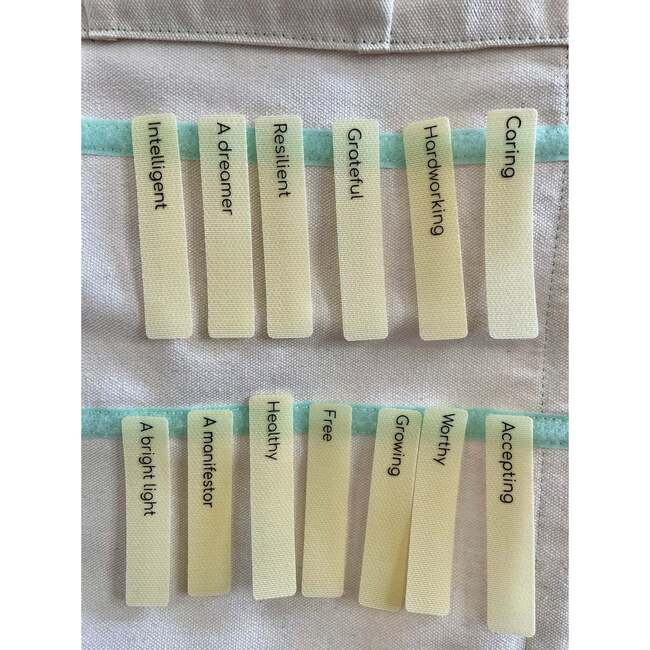 Intelligent
A dreamer
Resilient
Grateful
Hardworking
Caring
A bright light
A manifestor
Healthy
Free
Growing
Worthy
Accepting